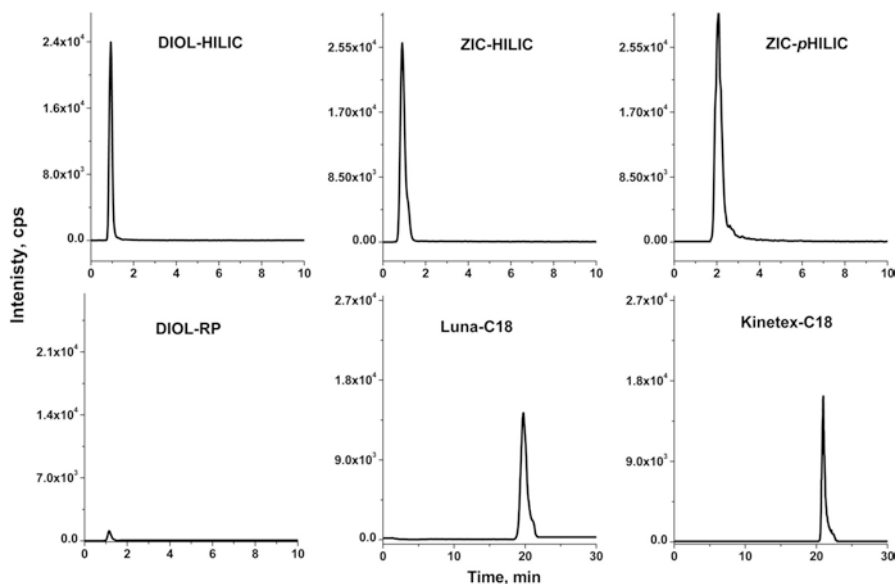 DIOL-HILIC
2.4x10⁴
1.6x10⁴
8.0x10³
0.0
0 2 4 6 8 10
ZIC-HILIC
2.55x10⁴
1.70x10⁴
8.50x10³
0.00
0 2 4 6 8 10
ZIC-pHILIC
2.55x10⁴
1.70x10⁴
8.50x10³
0.00
0 2 4 6 8 10
Intenisty, cps
DIOL-RP
2.1x10⁴
1.4x10⁴
7.0x10³
0.0
0 2 4 6 8 10
Luna-C18
2.7x10⁴
1.8x10⁴
9.0x10³
0.0
0 10 20 30
Kinetex-C18
2.7x10⁴
1.8x10⁴
9.0x10³
0.0
0 10 20 30
Time, min